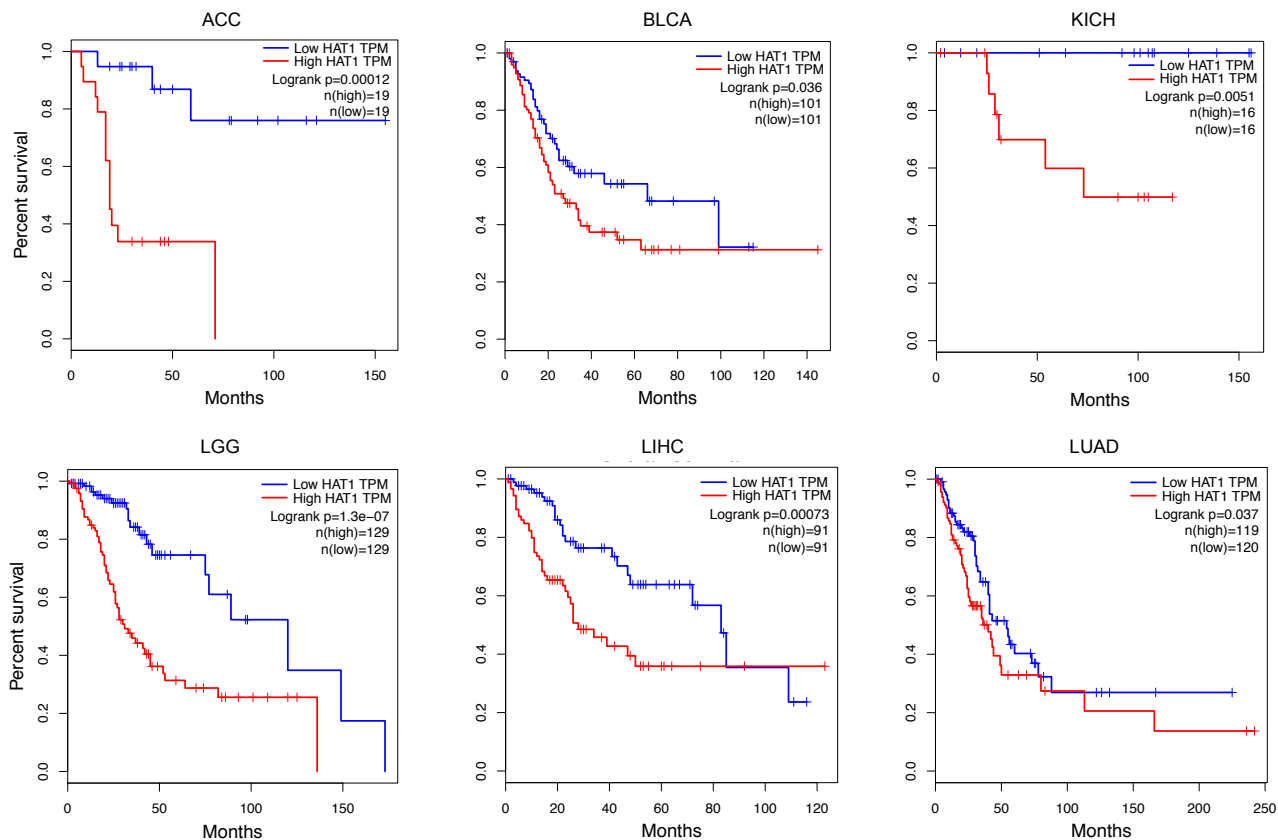 ACC
Low HAT1 TPM
High HAT1 TPM
Logrank p=0.00012
n(high)=19
n(low)=19
Percent survival
0.0 0.2 0.4 0.6 0.8 1.0
0 50 100 150
Months
BLCA
Low HAT1 TPM
High HAT1 TPM
Logrank p=0.036
n(high)=101
n(low)=101
0.0 0.2 0.4 0.6 0.8 1.0
0 20 40 60 80 100 120 140
Months
KICH
Low HAT1 TPM
High HAT1 TPM
Logrank p=0.0051
n(high)=16
n(low)=16
0.0 0.2 0.4 0.6 0.8 1.0
0 50 100 150
Months
LGG
Low HAT1 TPM
High HAT1 TPM
Logrank p=1.3e−07
n(high)=129
n(low)=129
Percent survival
0.0 0.2 0.4 0.6 0.8 1.0
0 50 100 150
Months
LIHC
Low HAT1 TPM
High HAT1 TPM
Logrank p=0.00073
n(high)=91
n(low)=91
0.0 0.2 0.4 0.6 0.8 1.0
0 20 40 60 80 100 120
Months
LUAD
Low HAT1 TPM
High HAT1 TPM
Logrank p=0.037
n(high)=119
n(low)=120
0.0 0.2 0.4 0.6 0.8 1.0
0 50 100 150 200 250
Months